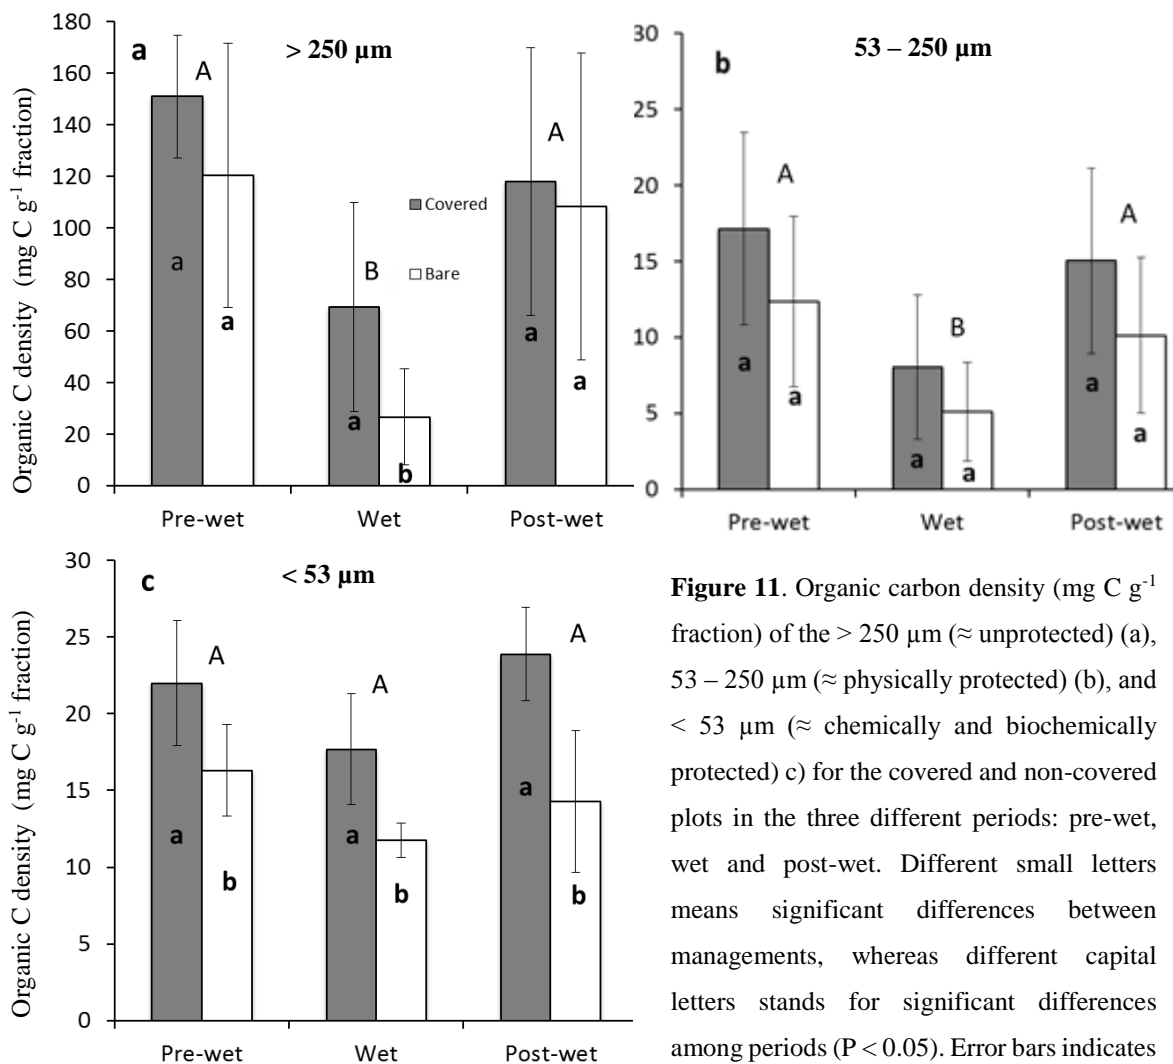 a
> 250 µm
Organic C density (mg C g-1 fraction)
180
160
140
120
100
80
60
40
20
0
A
B
A
Covered
Bare
a
a
a
b
a
a
Pre-wet
Wet
Post-wet
b
53 – 250 µm
30
25
20
15
10
5
0
A
B
A
a
a
a
a
a
a
Pre-wet
Wet
Post-wet
c
< 53 µm
Organic C density (mg C g-1 fraction)
30
25
20
15
10
5
0
A
A
A
a
b
a
b
a
b
Pre-wet
Wet
Post-wet
Figure 11. Organic carbon density (mg C g-1
fraction) of the > 250 µm (≈ unprotected) (a),
53 – 250 µm (≈ physically protected) (b), and
< 53 µm (≈ chemically and biochemically
protected) c) for the covered and non-covered
plots in the three different periods: pre-wet,
wet and post-wet. Different small letters
means significant differences between
managements, whereas different capital
letters stands for significant differences
among periods (P < 0.05). Error bars indicates